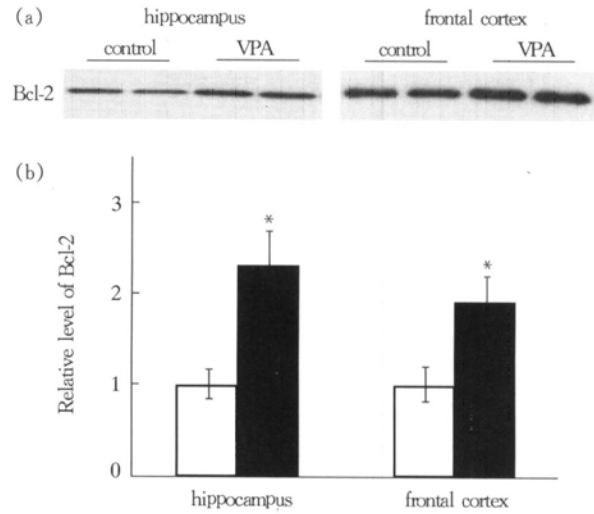 (a)
hippocampus
frontal cortex
control
VPA
control
VPA
Bcl-2
(b)
Relative level of Bcl-2
3
2
1
0
*
*
hippocampus
frontal cortex